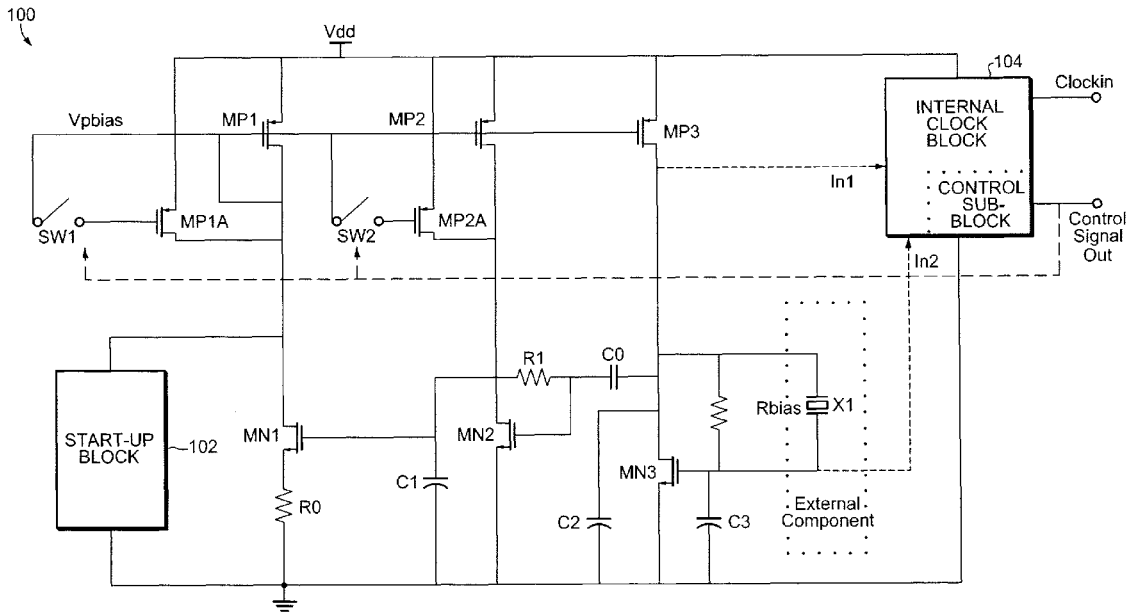 100
Vdd
104
Clockin
INTERNAL
CLOCK
BLOCK
Vpbias
MP1
MP2
MP3
In1
CONTROL
SUB-
BLOCK
Control
Signal
Out
SW1
MP1A
SW2
MP2A
In2
R1
C0
Rbias
X1
START-UP
BLOCK
102
MN1
MN2
MN3
C1
R0
C2
C3
External
Component